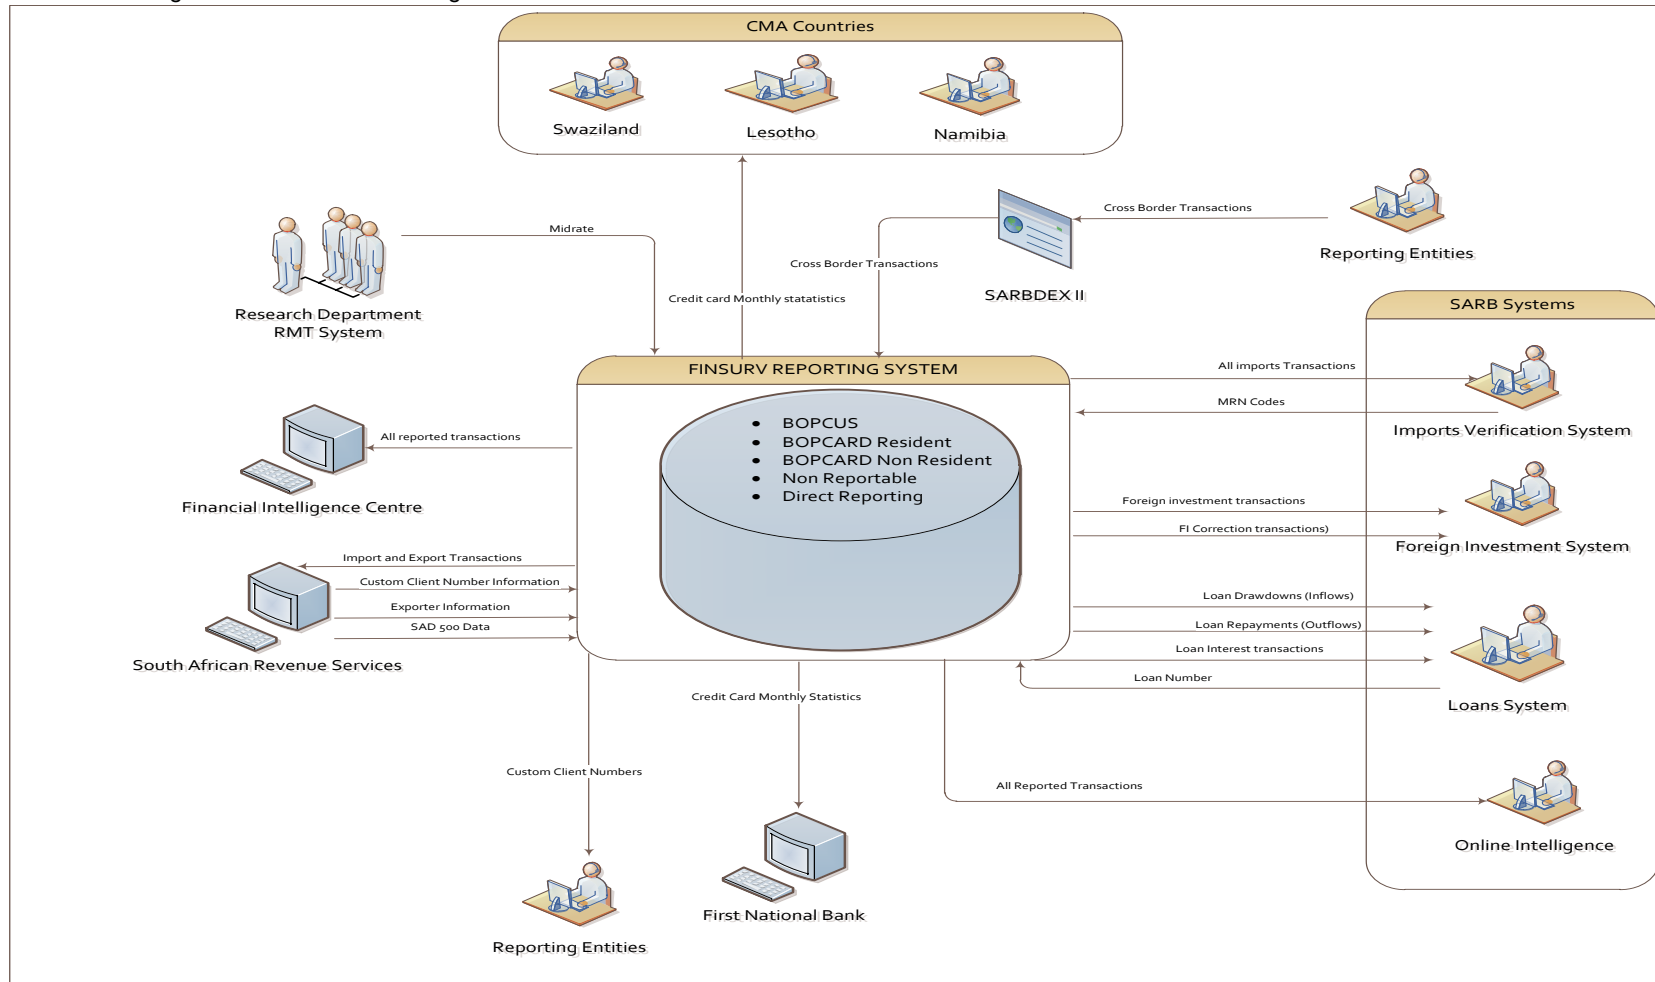 CMA Countries
Swaziland
Lesotho
Namibia
Cross Border Transactions
Reporting Entities
Midrate
Cross Border Transactions
SARBDEX II
Credit card Monthly statatistics
Research Department
RMT System
SARB Systems
FINSURV REPORTING SYSTEM
• BOPCUS
• BOPCARD Resident
• BOPCARD Non Resident
• Non Reportable
• Direct Reporting
All imports Transactions
MRN Codes
Imports Verification System
All reported transactions
Financial Intelligence Centre
Foreign investment transactions
FI Correction transactions)
Foreign Investment System
Import and Export Transactions
Custom Client Number Information
Exporter Information
SAD 500 Data
South African Revenue Services
Loan Drawdowns (Inflows)
Loan Repayments (Outflows)
Loan Interest transactions
Loan Number
Loans System
Credit Card Monthly Statistics
Custom Client Numbers
All Reported Transactions
Online Intelligence
First National Bank
Reporting Entities